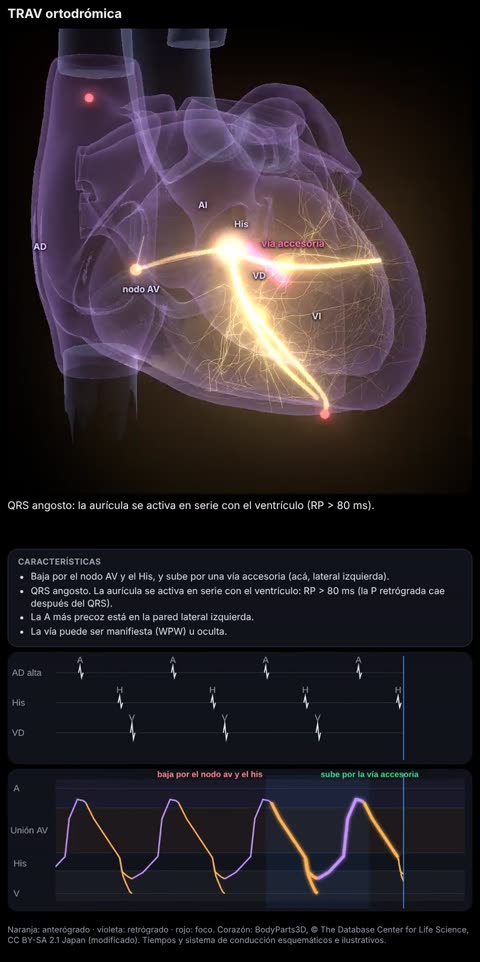 TRAV ortodrómica
AI
His
vía accesoria
AD
VD
nodo AV
VI
QRS angosto: la aurícula se activa en serie con el ventrículo (RP > 80 ms).
CARACTERÍSTICAS
• Baja por el nodo AV y el His, y sube por una vía accesoria (acá, lateral izquierda).
• QRS angosto. La aurícula se activa en serie con el ventrículo: RP > 80 ms (la P retrógrada cae
después del QRS).
• La A más precoz está en la pared lateral izquierda.
• La vía puede ser manifiesta (WPW) u oculta.
A A A A
AD alta
H H H H
His
V V V
VD
baja por el nodo av y el his sube por la vía accesoria
A
Unión AV
His
V
Naranja: anterógrado · violeta: retrógrado · rojo: foco. Corazón: BodyParts3D, © The Database Center for Life Science,
CC BY-SA 2.1 Japan (modificado). Tiempos y sistema de conducción esquemáticos e ilustrativos.